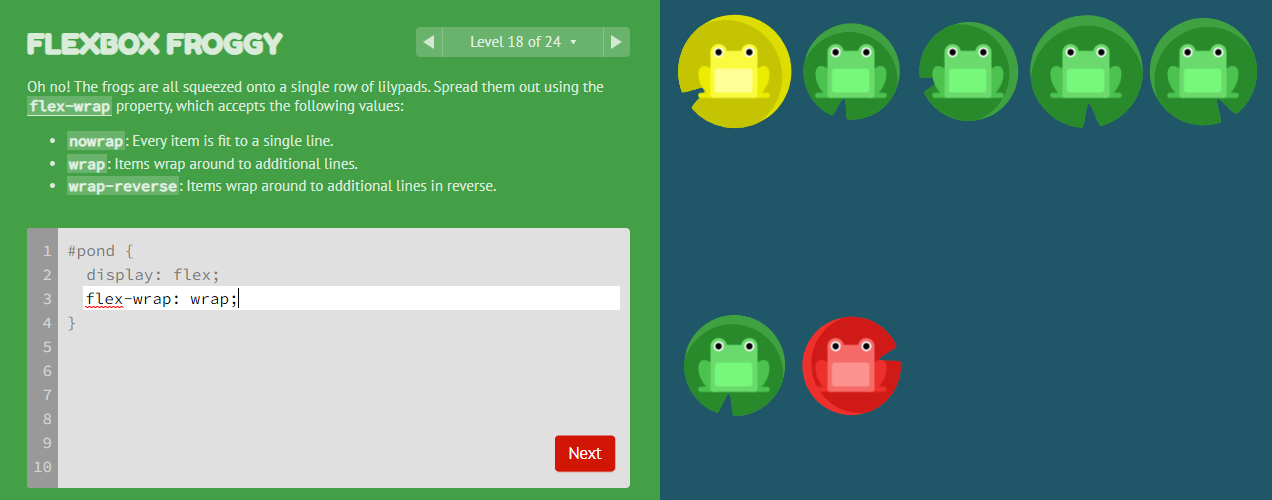 FLEXBOX FROGGY
Level 18 of 24
Oh no! The frogs are all squeezed onto a single row of lilypads. Spread them out using the
flex-wrap property, which accepts the following values:
• nowrap: Every item is fit to a single line.
• wrap: Items wrap around to additional lines.
• wrap-reverse: Items wrap around to additional lines in reverse.
1 #pond {
2 display: flex;
3 flex-wrap: wrap;
4 }
5
6
7
8
9
10
Next